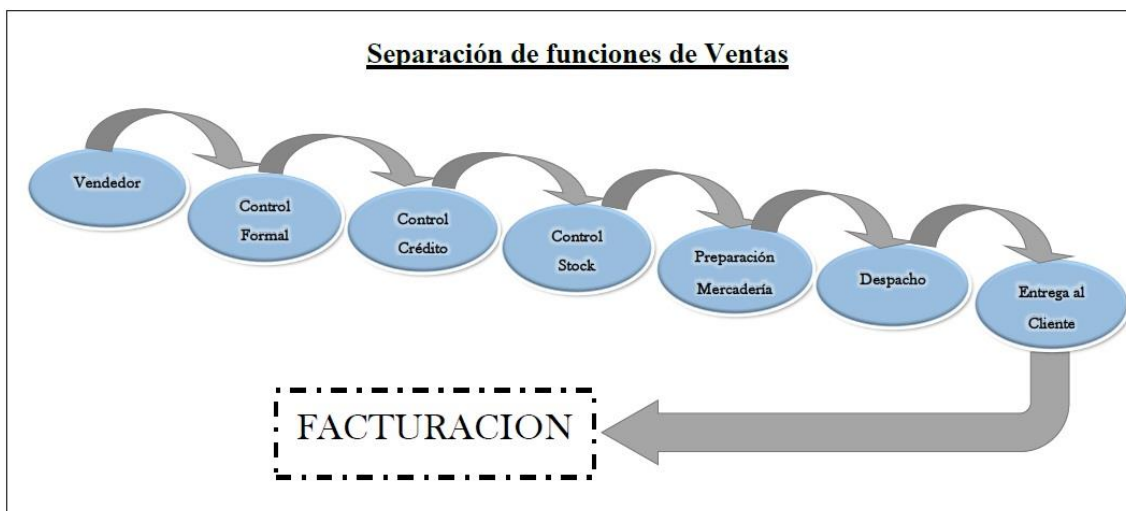 Separación de funciones de Ventas
Vendedor
Control
Formal
Control
Crédito
Control
Stock
Preparación
Mercadería
Despacho
Entrega al
Cliente
FACTURACION